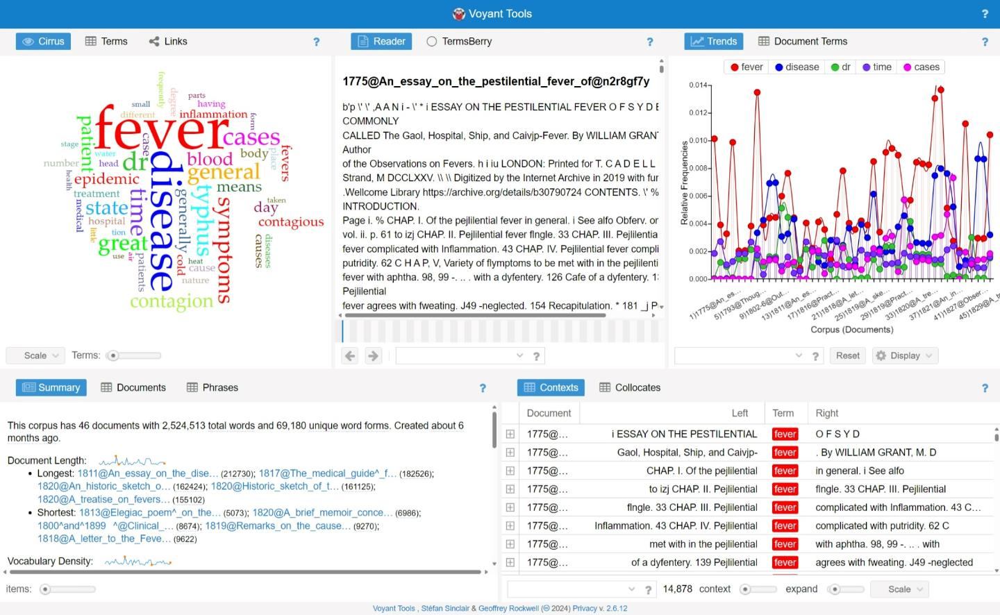 Voyant Tools
?
Cirrus Terms Links ?
Reader TermsBerry ?
Trends Document Terms ?
frequently
degree
parts
having
small
different
inflammation
form
fever
cases
patient
case
stage
water
number
head
dr
blood
body
place
fevers
general
health
epidemic
means
treatment
disease
time
generally
typhus
symptoms
taken
day
medical
state
hospital
contagious
little
tion
great
use
air
patients
cold
heat
cause
nature
causes
diseases
contagion
Scale Terms:
1775@An_essay_on_the_pestilential_fever_of@n2r8gf7y
b'p \' \' ,A A N i - \' * i ESSAY ON THE PESTILENTIAL FEVER O F S Y D E
COMMONLY
CALLED The Gaol, Hospital, Ship, and Caivjp-Fever. By WILLIAM GRAN
Author
of the Observations on Fevers. h i iu LONDON: Printed for T. C A D E L L
Strand, M DCCLXXV. \\ \\ Digitized by the Internet Archive in 2019 with fur
.Wellcome Library https://archive.org/details/b30790724 CONTENTS. \' %
INTRODUCTION.
Page i. % CHAP. I. Of the pejlilential fever in general. i See alfo Obferv. or
vol. ii. p. 61 to izj CHAP. II. Pejlilential fever flngle. 33 CHAP. III. Pejlilentia
fever complicated with Inflammation. 43 CHAP. IV. Pejlilential fever compli
putridity. 62 C H A P, V, Variety of flymptoms to be met with in the pejlilenti
fever with aphtha. 98, 99 -. .. . with a dyfentery. 126 Cafe of a dyfentery. 1
Pejlilential
fever agrees with fweating. J49 -neglected. 154 Recapitulation. * 181 _j P
?
fever disease dr time cases
0.014
0.012
0.010
0.008
0.006
0.004
0.002
0.000
Relative Frequencies
1)1775@An_es...
5)1793@Thoug...
9)1802-6@Out...
13)1811@An_es...
17)1816@Pract...
21)1818@A_let...
25)1819@A_ske...
29)1819@Pract...
33)1820@A_tre...
37)1821@An_in...
41)1827@Obser...
45)1829@A_tr
Corpus (Documents)
? Reset Display
Summary Documents Phrases ?
This corpus has 46 documents with 2,524,513 total words and 69,180 unique word forms. Created about 6
months ago.
Document Length:
• Longest: 1811@An_essay_on_the_dise… (212730); 1817@The_medical_guide^_f… (182526);
1820@An_historic_sketch_o… (162424); 1820@Historic_sketch_of_t… (161125);
1820@A_treatise_on_fevers… (155102)
• Shortest: 1813@Elegiac_poem^_on_the… (5073); 1820@A_brief_memoir_conce… (6986);
1800^and^1899 ^@Clinical_… (8674); 1819@Remarks_on_the_cause… (9270);
1818@A_letter_to_the_Feve… (9622)
Vocabulary Density:
items:
Contexts Collocates ?
Document Left Term Right
1775@… i ESSAY ON THE PESTILENTIAL fever O F S Y D
1775@… Gaol, Hospital, Ship, and Caivjp- fever . By WILLIAM GRANT, M. D
1775@… CHAP. I. Of the pejlilential fever in general. i See alfo
1775@… to izj CHAP. II. Pejlilential fever flngle. 33 CHAP. III. Pejlilential
1775@… flngle. 33 CHAP. III. Pejlilential fever complicated with Inflammation. 43 C…
1775@… Inflammation. 43 CHAP. IV. Pejlilential fever complicated with putridity. 62 C
1775@… met with in the pejlilential fever with aphtha. 98, 99 -. .. . with
1775@… of a dyfentery. 139 Pejlilential fever agrees with fweating. J49 -neglected
? 14,878 context expand Scale
Voyant Tools , Stéfan Sinclair & Geoffrey Rockwell (🅭 2024) Privacy v. 2.6.12